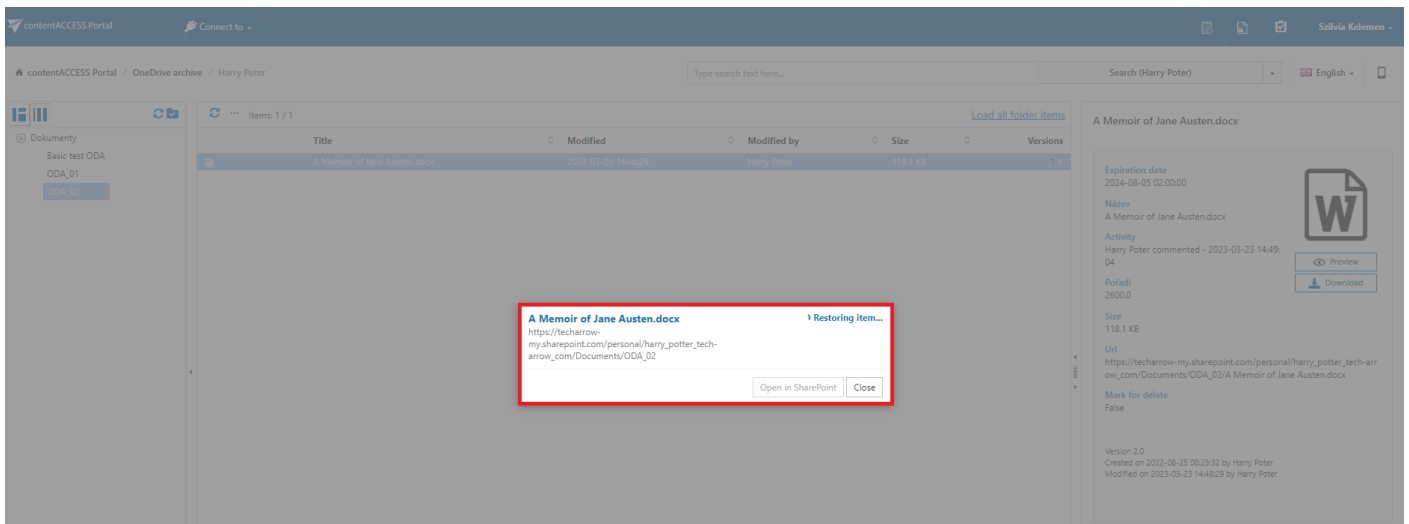 contentACCESS Portal
Connect to
Szilvia Kelemen
contentACCESS Portal / OneDrive archive / Harry Poter
Type search text here...
Search (Harry Poter)
English
Items: 1 / 1
Load all folder items
Dokumenty
Basic test ODA
ODA_01
ODA_02
Title
Modified
Modified by
Size
Versions
A Memoir of Jane Austen.docx
2023-03-23 14:48:29
Harry Poter
118.1 KB
A Memoir of Jane Austen.docx
Restoring item...
https://techarrow-
my.sharepoint.com/personal/harry_potter_tech-
arrow_com/Documents/ODA_02
Open in SharePoint
Close
A Memoir of Jane Austen.docx
Expiration date
2024-08-05 02:00:00
Název
A Memoir of Jane Austen.docx
Activity
Harry Poter commented - 2023-03-23 14:49:
04
Pořadí
2600.0
Size
118.1 KB
Url
https://techarrow-my.sharepoint.com/personal/harry_potter_tech-arr
ow_com/Documents/ODA_02/A Memoir of Jane Austen.docx
Mark for delete
False
W
Preview
Download
Version 2.0
Created on 2022-08-25 08:25:32 by Harry Poter
Modified on 2023-03-23 14:48:29 by Harry Poter